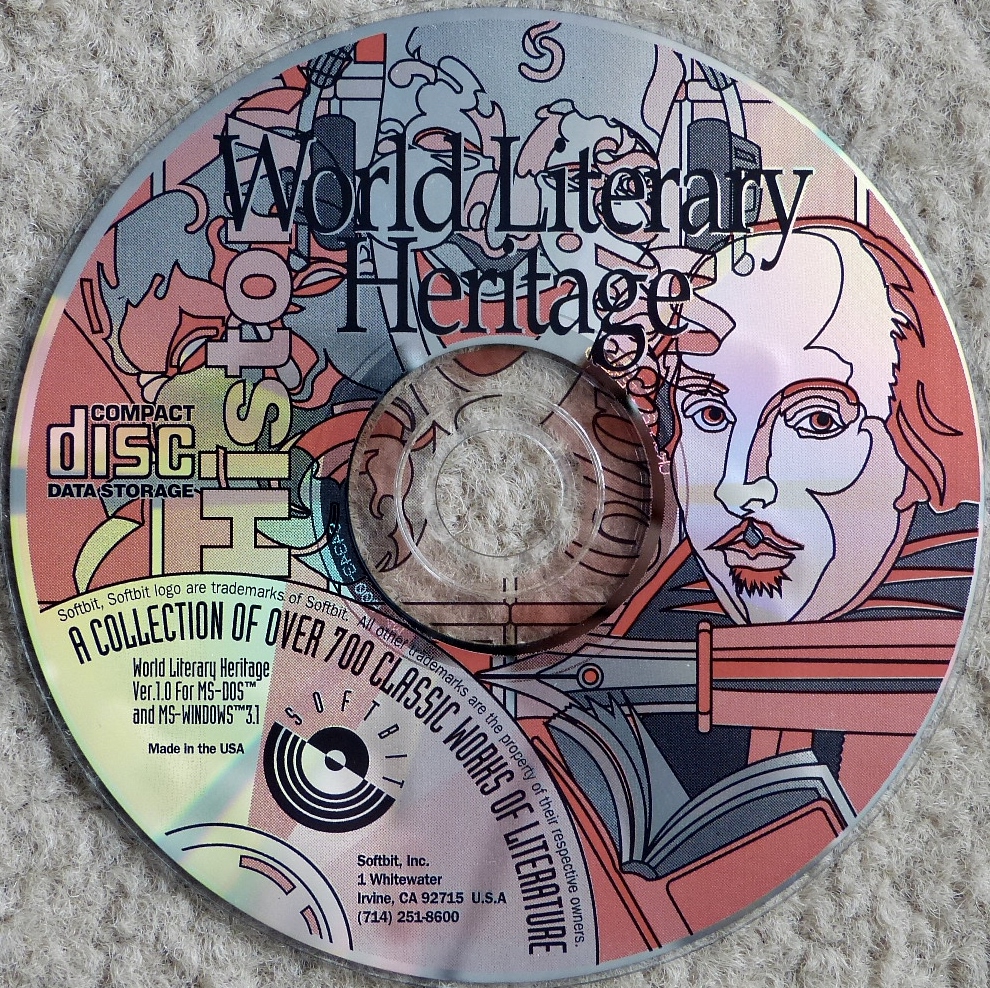 World Literary
Heritage
History
COMPACT
disc
DATA STORAGE
Softbit, Softbit logo are trademarks of Softbit. All other trademarks are the property of their respective owners.
A COLLECTION OF OVER 700 CLASSIC WORKS OF LITERATURE
World Literary Heritage
Ver.1.0 For MS-DOS™
and MS-WINDOWS™3.1
Made in the USA
SOFTBIT
Softbit, Inc.
1 Whitewater
Irvine, CA 92715 U.S.A
(714) 251-8600